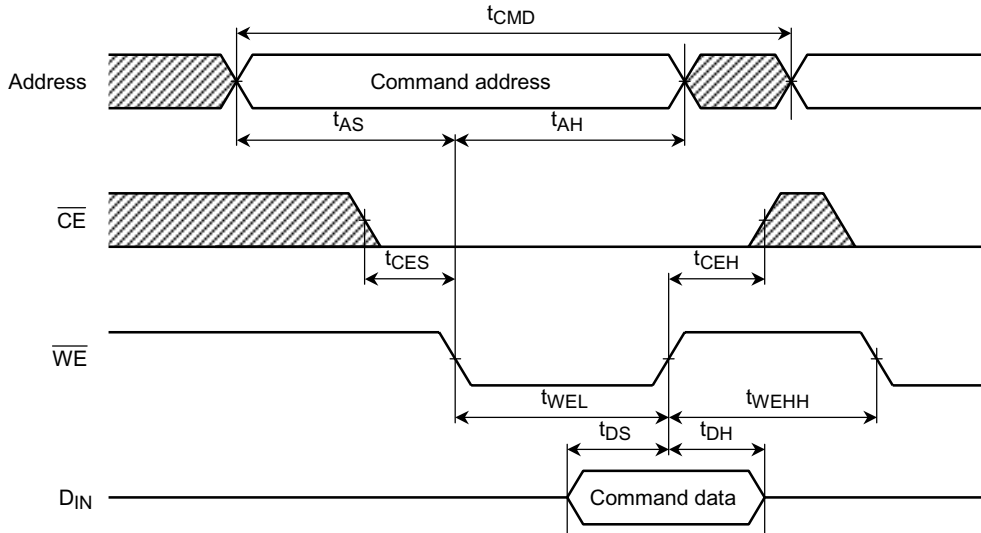 tCMD
Address
Command address
tAS
tAH
CE
tCES
tCEH
WE
tWEL
tWEHH
tDS
tDH
DIN
Command data